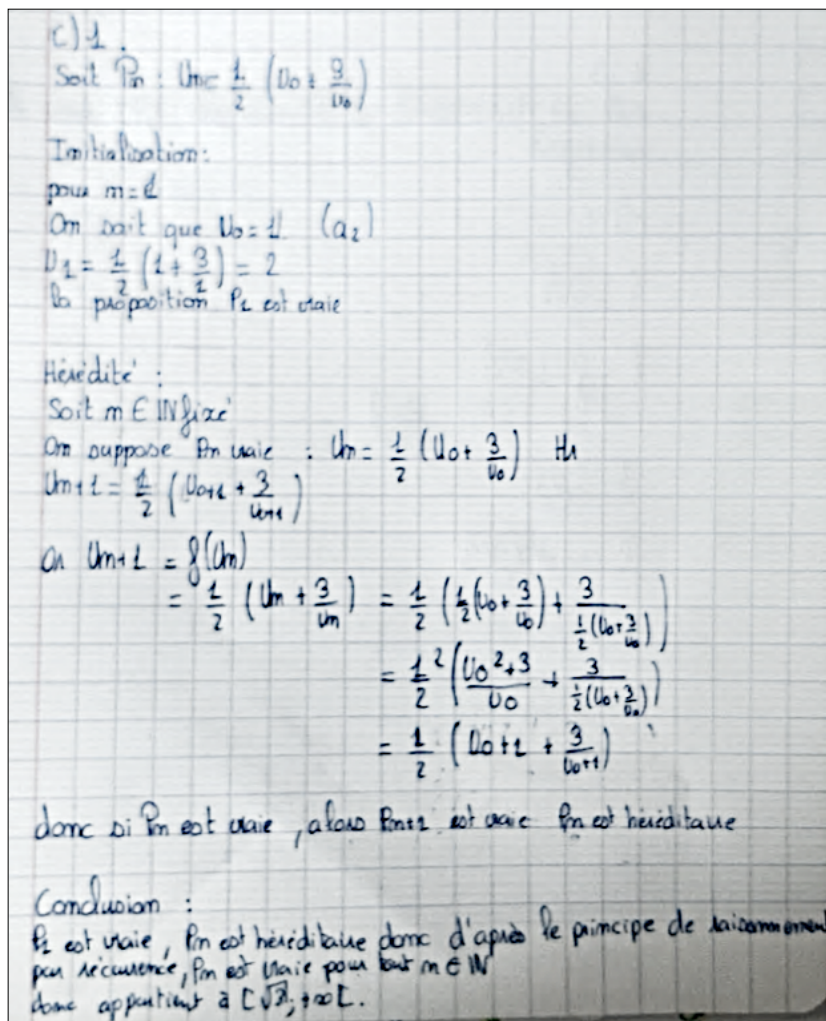 C) 1.
Soit Pn : Un = 1/2 (U0 + 3/U0)
Initialisation :
pour n = 1
On sait que U0 = 1 (a2)
U1 = 1/2 (1 + 3/1) = 2
la proposition P1 est vraie
Hérédité :
Soit n ∈ IN fixé
On suppose Pn vraie : Un = 1/2 (U0 + 3/U0) Hr
Un+1 = 1/2 (U0+1 + 3/U0+1)
On Un+1 = f(Un)
= 1/2 (Un + 3/Un) = 1/2 (1/2(U0 + 3/U0) + 3/(1/2(U0 + 3/U0)))
= 1/2² (U0² + 3/U0 + 3/(1/2(U0 + 3/U0)))
= 1/2 (U0+1 + 3/U0+1)
donc si Pn est vraie, alors Pn+1 est vraie Pn est héréditaire
Conclusion :
P1 est vraie, Pn est héréditaire donc d'après le principe de raisonnement
par récurence, Pn est vraie pour tout n ∈ IN
donc appartient à [√3; +∞[.